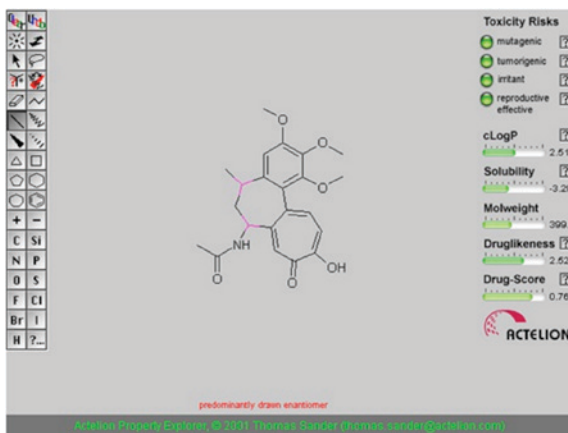 Toxicity Risks
mutagenic ?
tumorigenic ?
irritant ?
reproductive effective ?
cLogP ?
2.51
Solubility ?
-3.2
Molweight ?
399.
Druglikeness ?
2.52
Drug-Score ?
0.76
ACTELION
+ -
C Si
N P
O S
F Cl
Br I
H ?...
O
O
O
NH
O
O
OH
predominantly drawn enantiomer
Actelion Property Explorer, © 2001 Thomas Sander (thomas.sander@actelion.com)